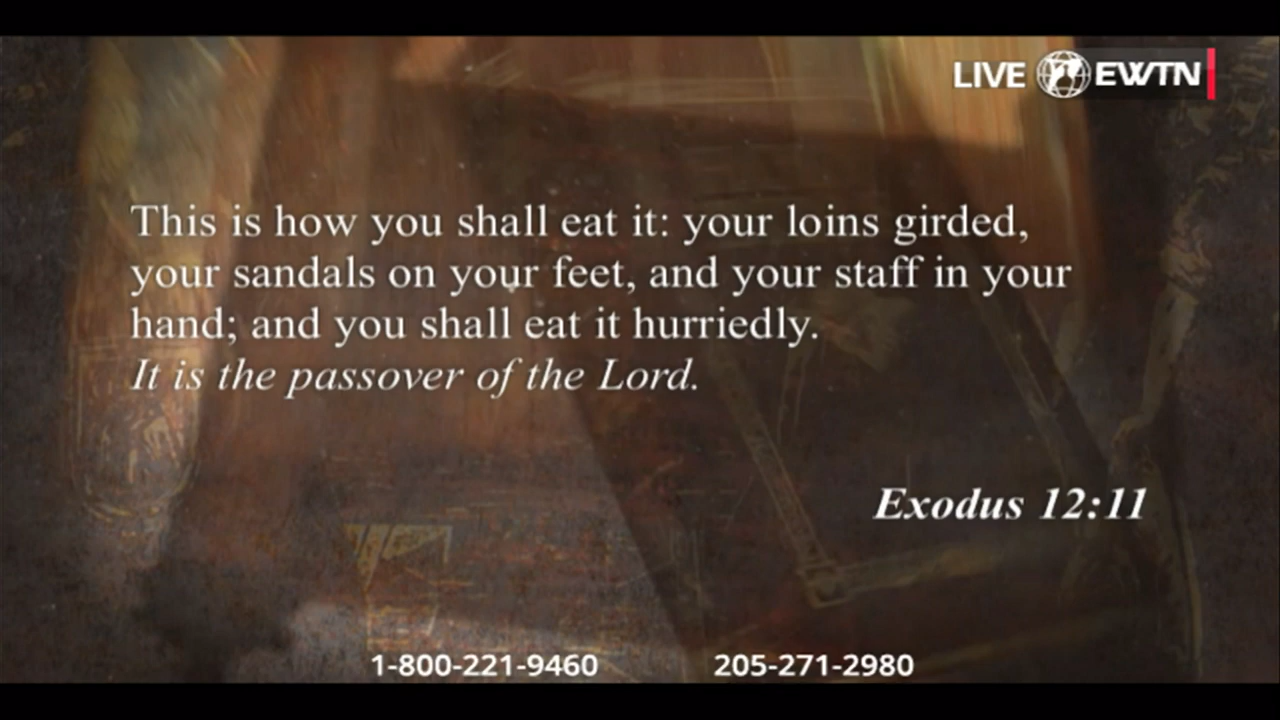 LIVE EWTN
This is how you shall eat it: your loins girded,
your sandals on your feet, and your staff in your
hand; and you shall eat it hurriedly.
It is the passover of the Lord.
Exodus 12:11
1-800-221-9460 205-271-2980